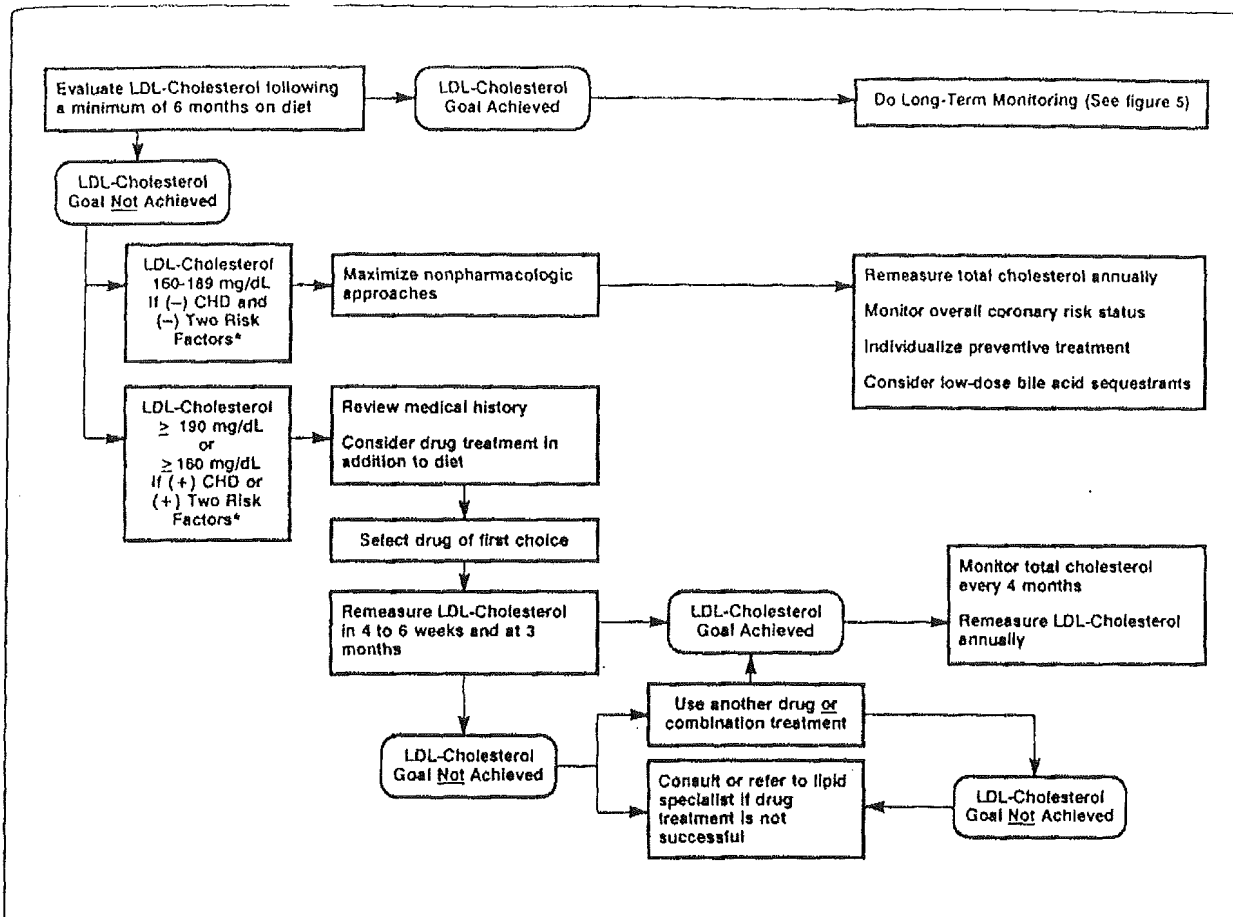 Evaluate LDL-Cholesterol following
a minimum of 6 months on diet
LDL-Cholesterol
Goal Achieved
Do Long-Term Monitoring (See figure 5)
LDL-Cholesterol
Goal Not Achieved
LDL-Cholesterol
160-189 mg/dL
If (–) CHD and
(–) Two Risk
Factors*
Maximize nonpharmacologic
approaches
Remeasure total cholesterol annually
Monitor overall coronary risk status
Individualize preventive treatment
Consider low-dose bile acid sequestrants
LDL-Cholesterol
≥ 190 mg/dL
or
≥160 mg/dL
If (+) CHD or
(+) Two Risk
Factors*
Review medical history
Consider drug treatment in
addition to diet
Select drug of first choice
Remeasure LDL-Cholesterol
in 4 to 6 weeks and at 3
months
LDL-Cholesterol
Goal Achieved
Monitor total cholesterol
every 4 months
Remeasure LDL-Cholesterol
annually
LDL-Cholesterol
Goal Not Achieved
Use another drug or
combination treatment
Consult or refer to lipid
specialist if drug
treatment is not
successful
LDL-Cholesterol
Goal Not Achieved